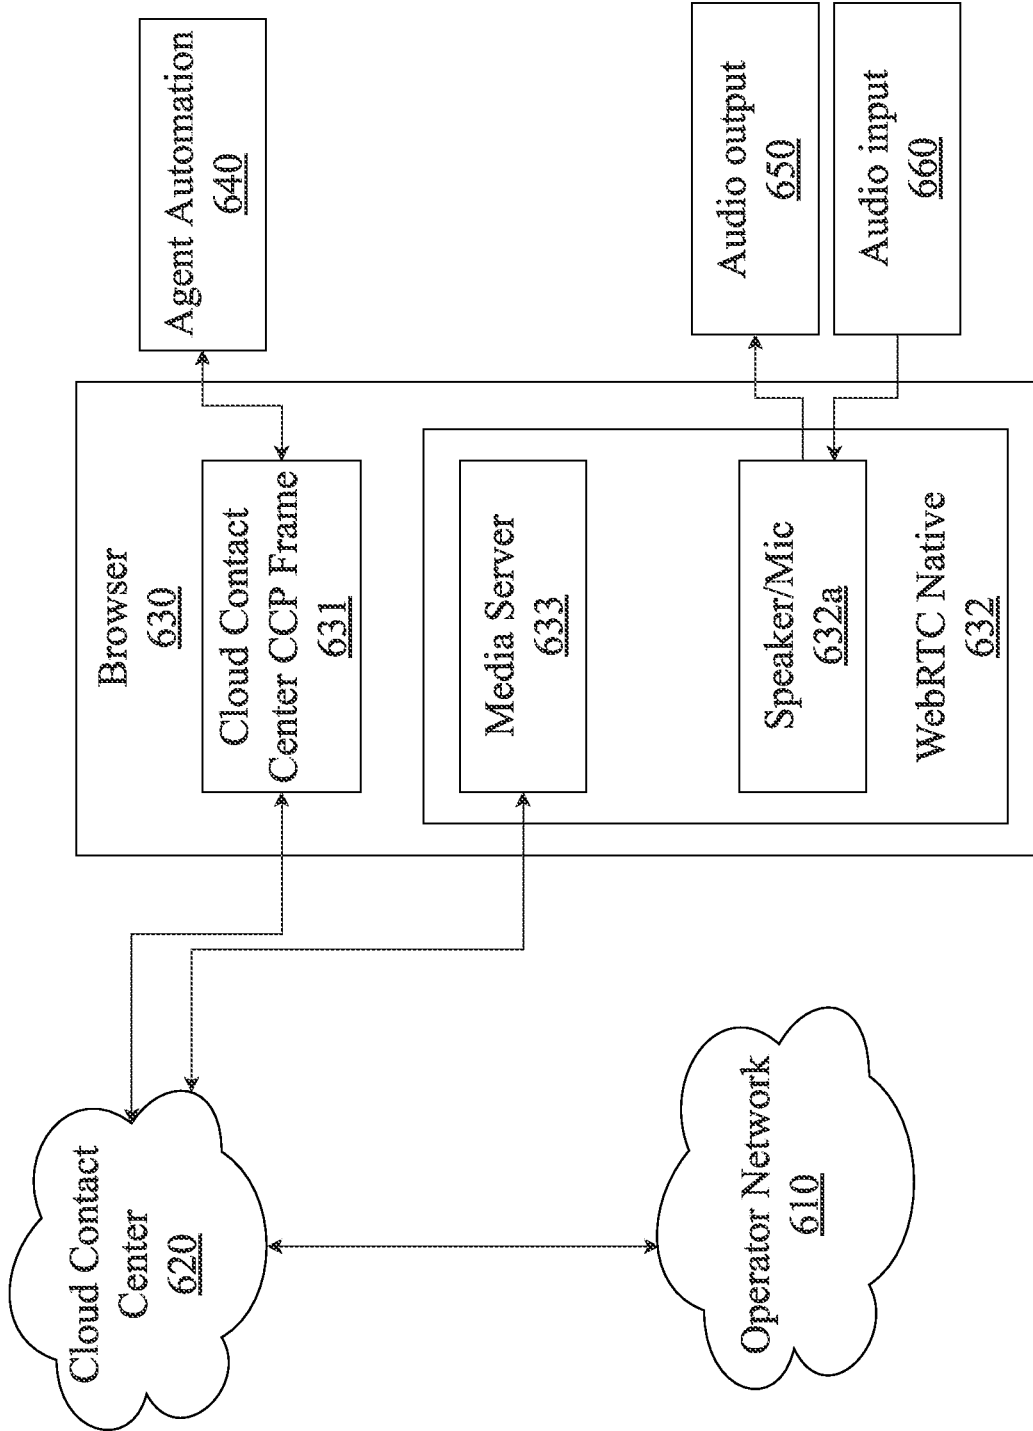 Cloud Contact
Center
620
Operator Network
610
Browser
630
Cloud Contact
Center CCP Frame
631
Media Server
633
Speaker/Mic
632a
WebRTC Native
632
Agent Automation
640
Audio output
650
Audio input
660